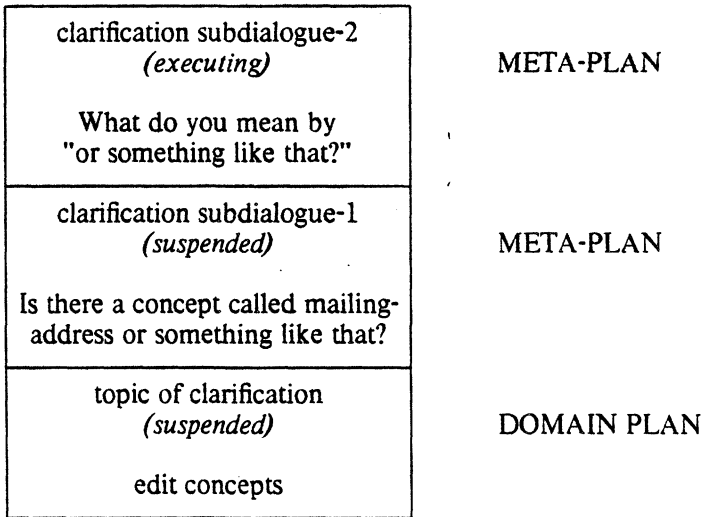 clarification subdialogue-2
META-PLAN
(executing)
What do you mean by
"or something like that?"
clarification subdialogue-1
META-PLAN
(suspended)
Is there a concept called mailing-
address or something like that?
topic of clarification
(suspended)
DOMAIN PLAN
edit concepts